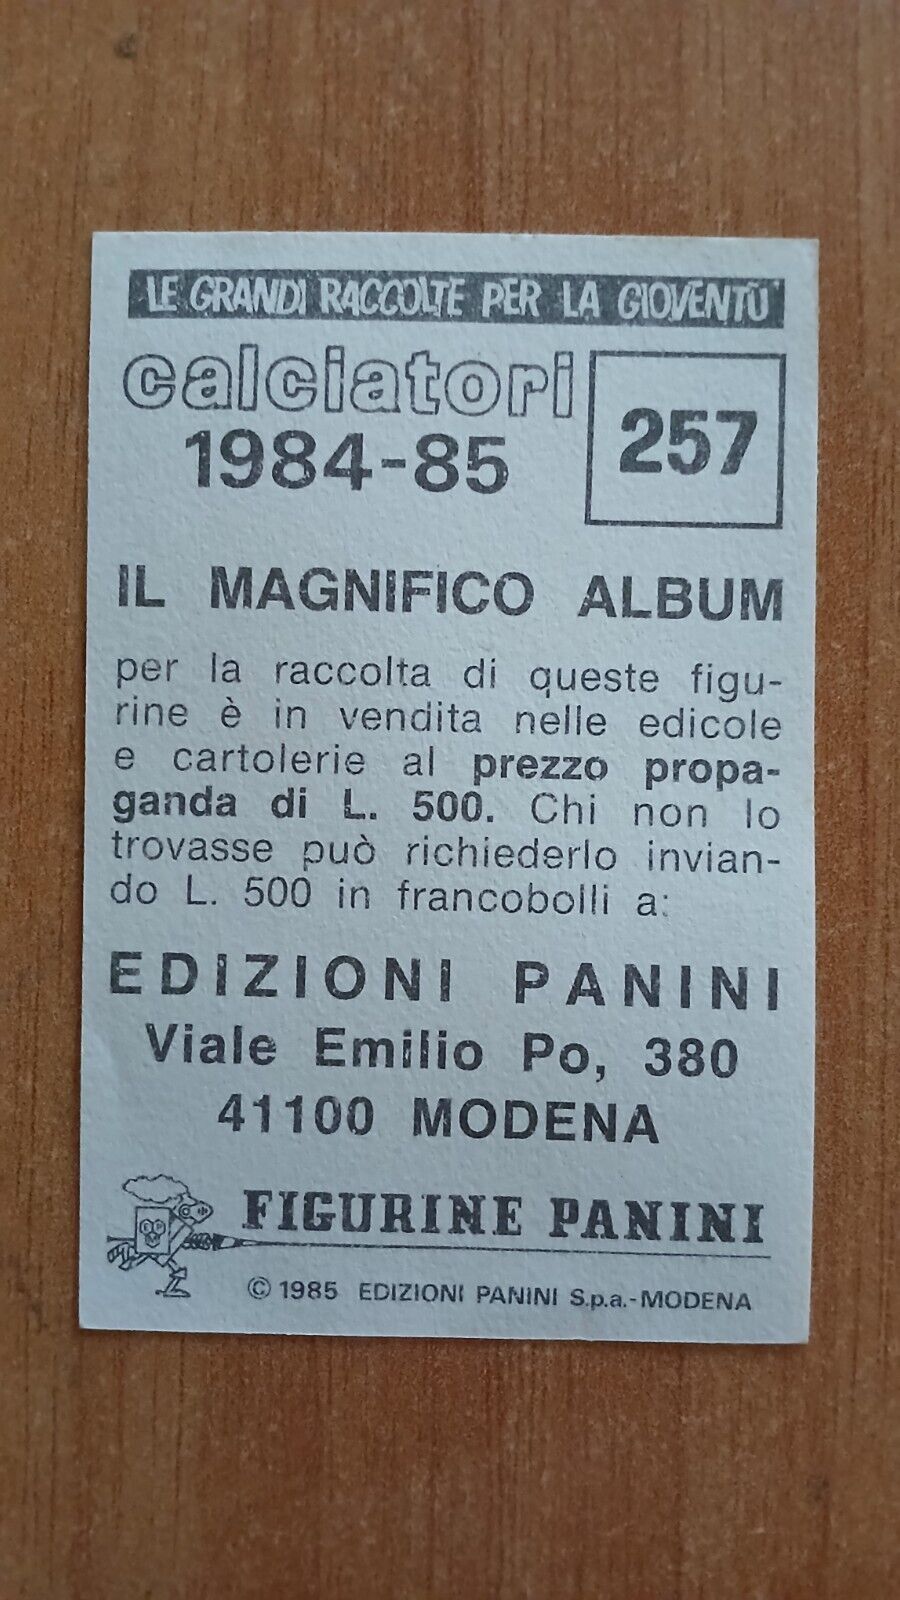 LE GRANDI RACCOLTE PER LA GIOVENTÙ
calciatori
1984-85
257
IL MAGNIFICO ALBUM
per la raccolta di queste figu-
rine è in vendita nelle edicole
e cartolerie al prezzo propa-
ganda di L. 500. Chi non lo
trovasse può richiederlo invian-
do L. 500 in francobolli a:
EDIZIONI PANINI
Viale Emilio Po, 380
41100 MODENA
FIGURINE PANINI
© 1985 EDIZIONI PANINI S.p.a.-MODENA